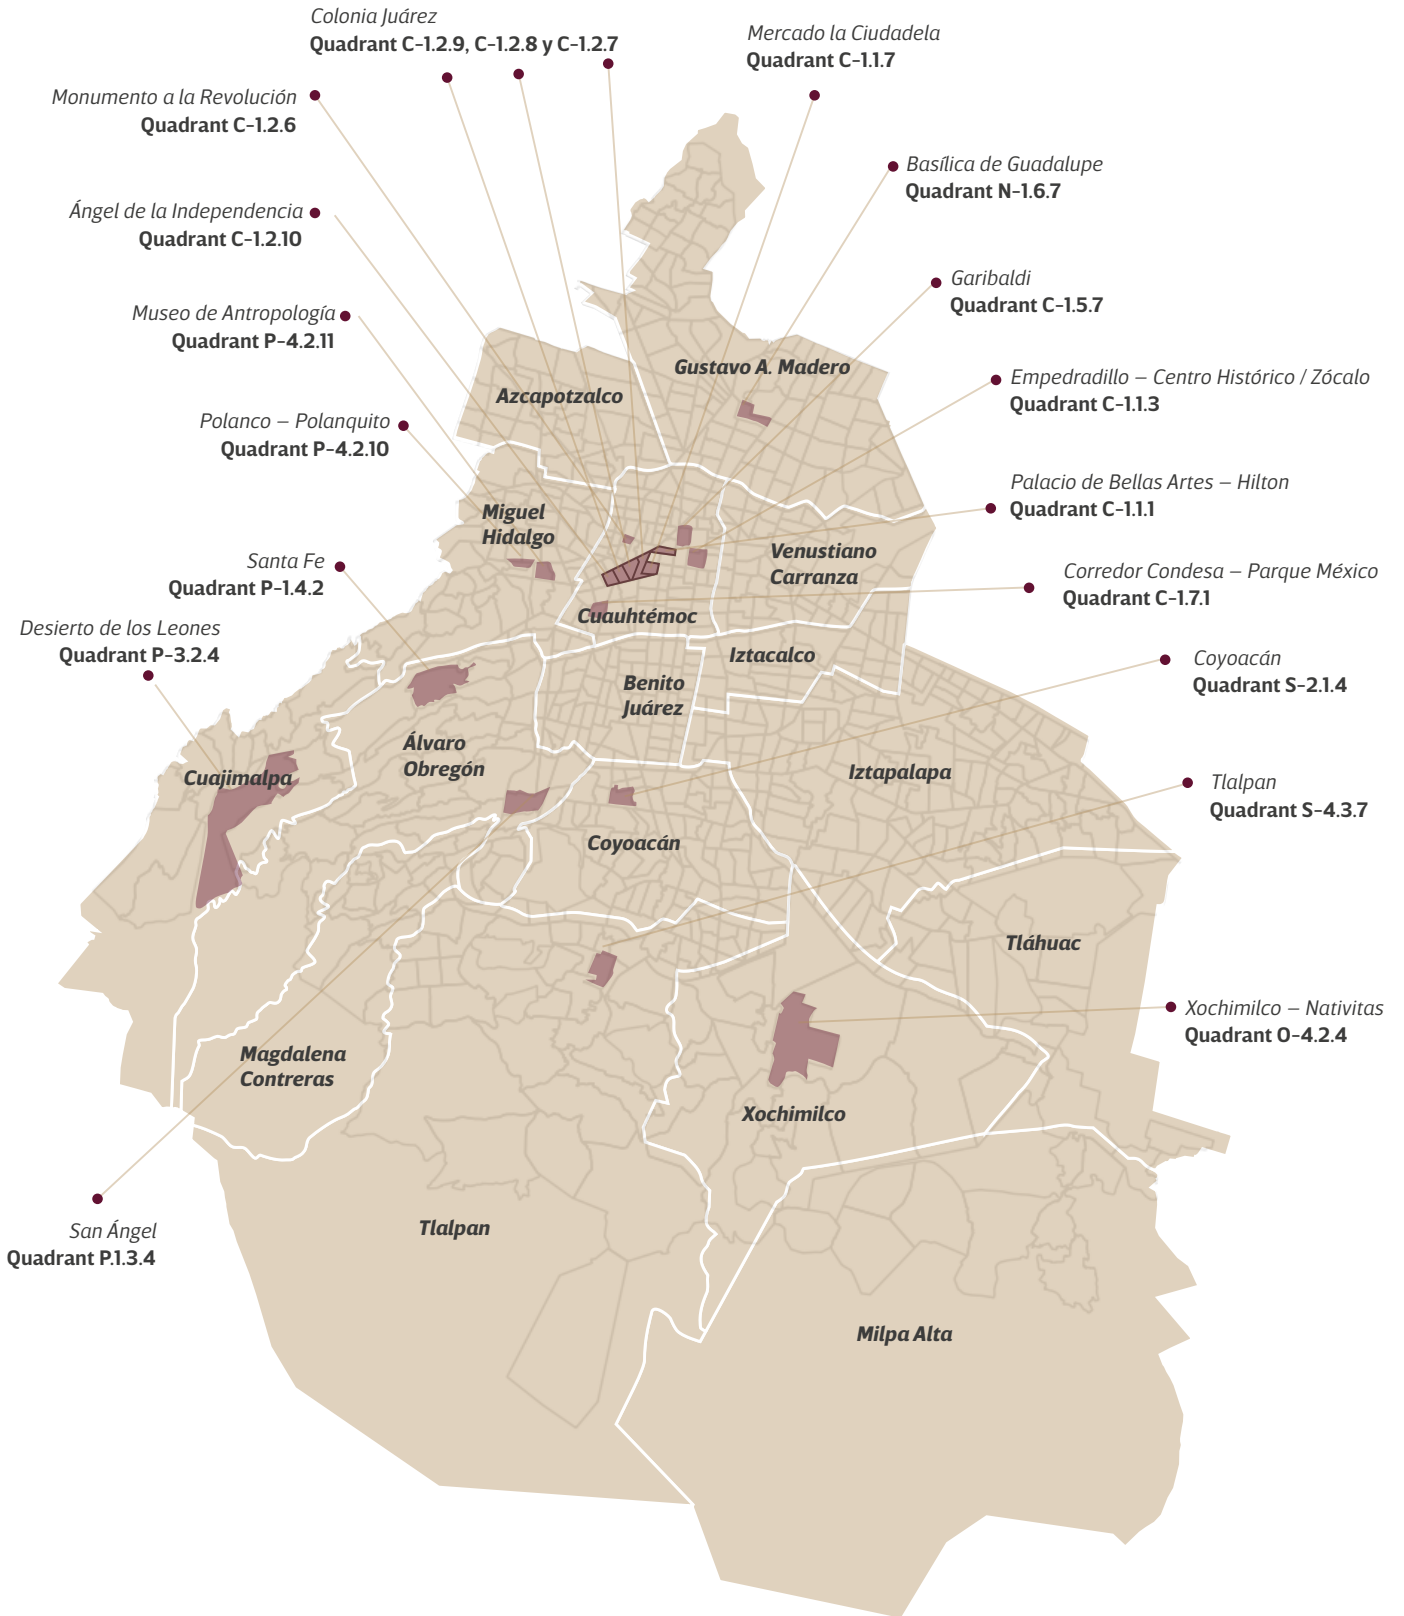 Colonia Juárez
Quadrant C-1.2.9, C-1.2.8 y C-1.2.7
Mercado la Ciudadela
Quadrant C-1.1.7
Monumento a la Revolución
Quadrant C-1.2.6
Basílica de Guadalupe
Quadrant N-1.6.7
Ángel de la Independencia
Quadrant C-1.2.10
Garibaldi
Quadrant C-1.5.7
Museo de Antropología
Quadrant P-4.2.11
Gustavo A. Madero
Empedradillo – Centro Histórico / Zócalo
Quadrant C-1.1.3
Azcapotzalco
Polanco – Polanquito
Quadrant P-4.2.10
Palacio de Bellas Artes – Hilton
Quadrant C-1.1.1
Miguel
Hidalgo
Venustiano
Carranza
Santa Fe
Quadrant P-1.4.2
Corredor Condesa – Parque México
Quadrant C-1.7.1
Cuauhtémoc
Desierto de los Leones
Quadrant P-3.2.4
Iztacalco
Coyoacán
Quadrant S-2.1.4
Benito
Juárez
Álvaro
Obregón
Cuajimalpa
Iztapalapa
Tlalpan
Quadrant S-4.3.7
Coyoacán
Tláhuac
Xochimilco – Nativitas
Quadrant O-4.2.4
Magdalena
Contreras
Xochimilco
San Ángel
Quadrant P.1.3.4
Tlalpan
Milpa Alta